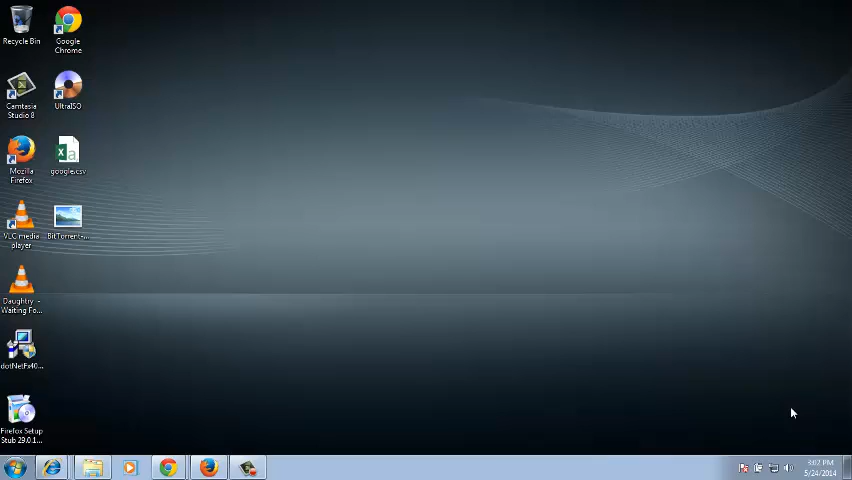 Recycle Bin
Google
Chrome
Camtasia
Studio 8
UltraISO
Mozilla
Firefox
google.csv
VLC media
player
BitTorrent-...
Daughtry -
Waiting Fo...
dotNetFx40...
Firefox Setup
Stub 29.0.1...
3:02 PM
5/24/2014